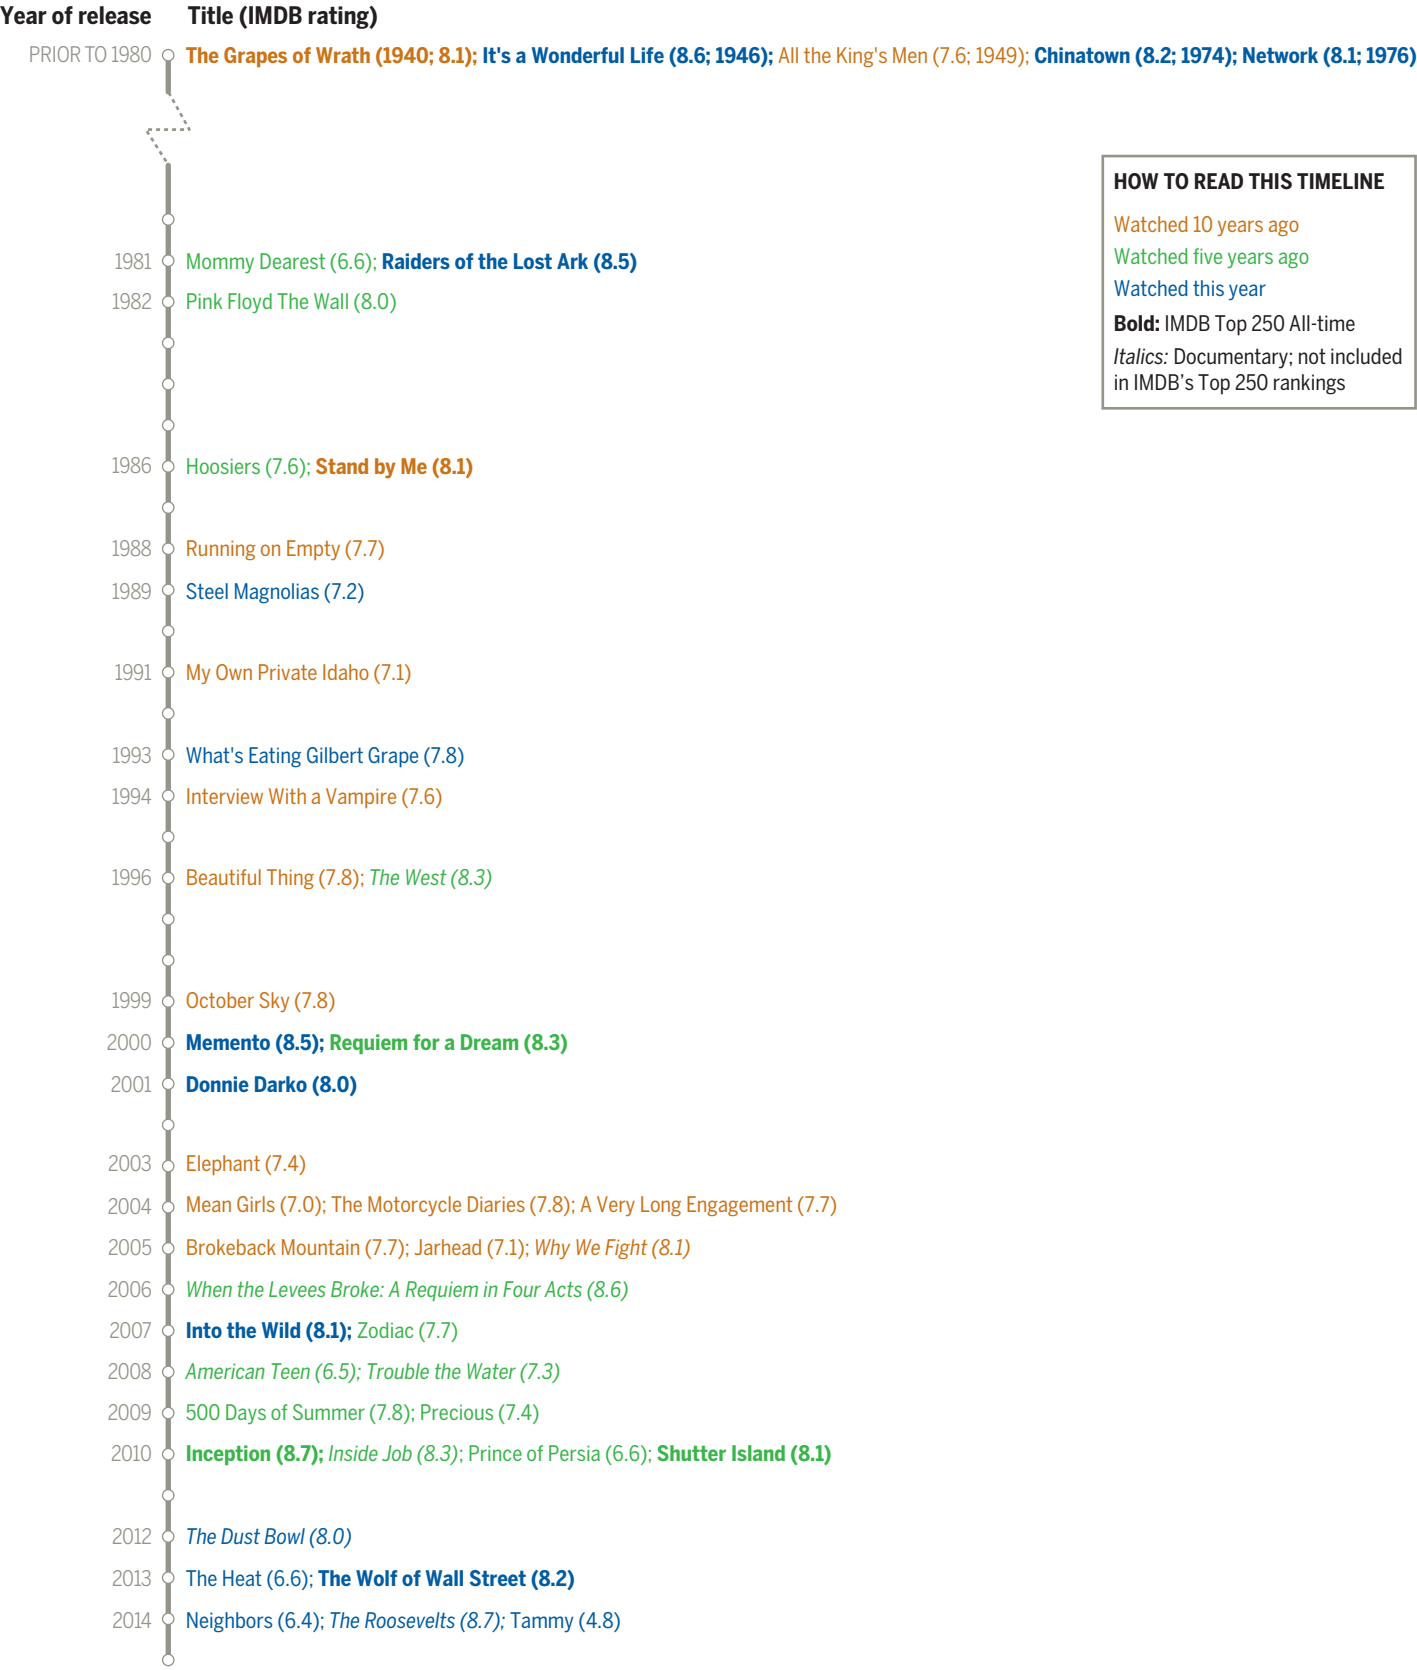 Year of release Title (IMDB rating)
PRIOR TO 1980 The Grapes of Wrath (1940; 8.1); It's a Wonderful Life (8.6; 1946); All the King's Men (7.6; 1949); Chinatown (8.2; 1974); Network (8.1; 1976)
HOW TO READ THIS TIMELINE
Watched 10 years ago
Watched five years ago
Watched this year
Bold: IMDB Top 250 All-time
Italics: Documentary; not included
in IMDB’s Top 250 rankings
1981 Mommy Dearest (6.6); Raiders of the Lost Ark (8.5)
1982 Pink Floyd The Wall (8.0)
1986 Hoosiers (7.6); Stand by Me (8.1)
1988 Running on Empty (7.7)
1989 Steel Magnolias (7.2)
1991 My Own Private Idaho (7.1)
1993 What's Eating Gilbert Grape (7.8)
1994 Interview With a Vampire (7.6)
1996 Beautiful Thing (7.8); The West (8.3)
1999 October Sky (7.8)
2000 Memento (8.5); Requiem for a Dream (8.3)
2001 Donnie Darko (8.0)
2003 Elephant (7.4)
2004 Mean Girls (7.0); The Motorcycle Diaries (7.8); A Very Long Engagement (7.7)
2005 Brokeback Mountain (7.7); Jarhead (7.1); Why We Fight (8.1)
2006 When the Levees Broke: A Requiem in Four Acts (8.6)
2007 Into the Wild (8.1); Zodiac (7.7)
2008 American Teen (6.5); Trouble the Water (7.3)
2009 500 Days of Summer (7.8); Precious (7.4)
2010 Inception (8.7); Inside Job (8.3); Prince of Persia (6.6); Shutter Island (8.1)
2012 The Dust Bowl (8.0)
2013 The Heat (6.6); The Wolf of Wall Street (8.2)
2014 Neighbors (6.4); The Roosevelts (8.7); Tammy (4.8)